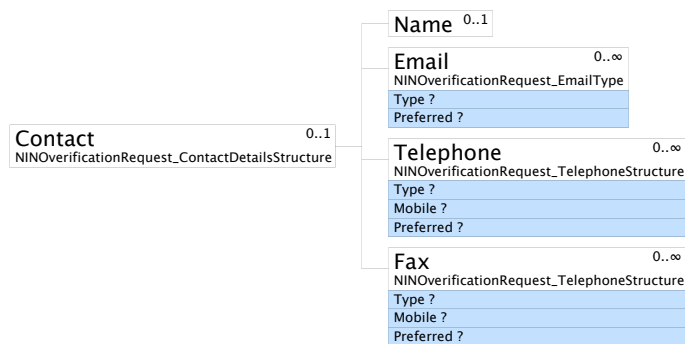 Name 0..1
Email 0..∞
NINOverificationRequest_EmailType
Type ?
Preferred ?
Contact 0..1
NINOverificationRequest_ContactDetailsStructure
Telephone 0..∞
NINOverificationRequest_TelephoneStructure
Type ?
Mobile ?
Preferred ?
Fax 0..∞
NINOverificationRequest_TelephoneStructure
Type ?
Mobile ?
Preferred ?